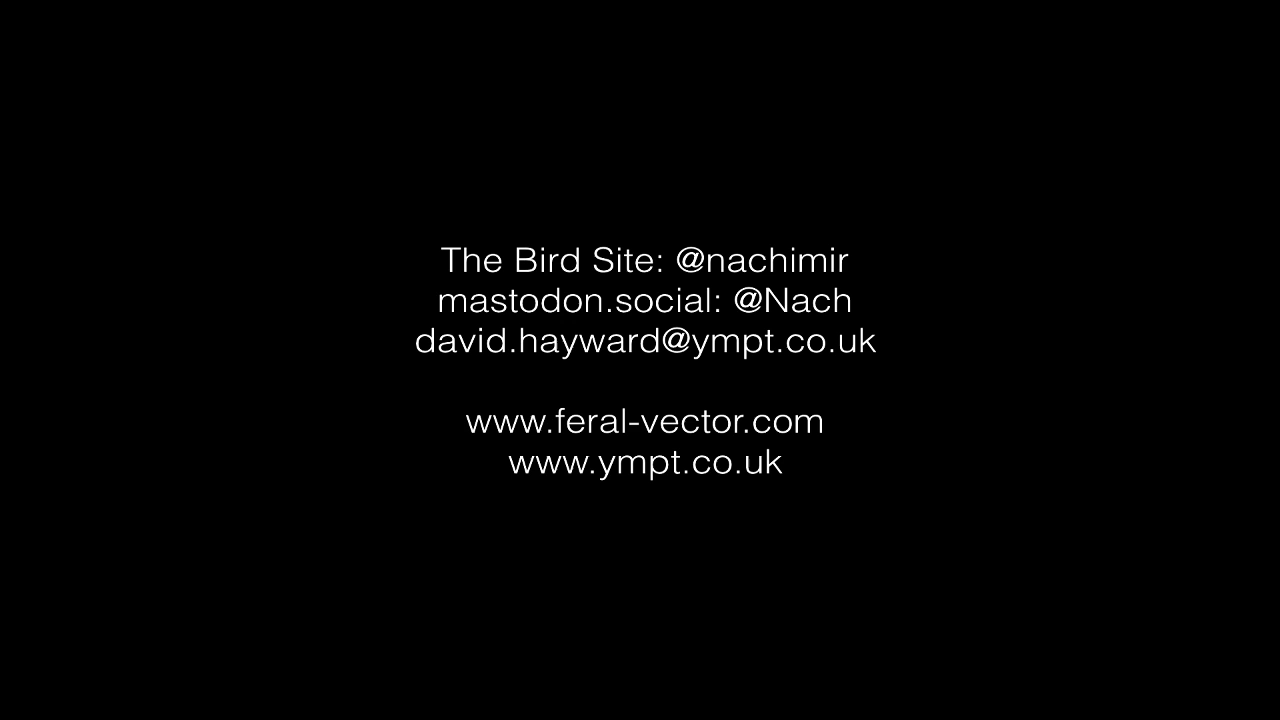 The Bird Site: @nachimir
mastodon.social: @Nach
david.hayward@ympt.co.uk
www.feral-vector.com
www.ympt.co.uk